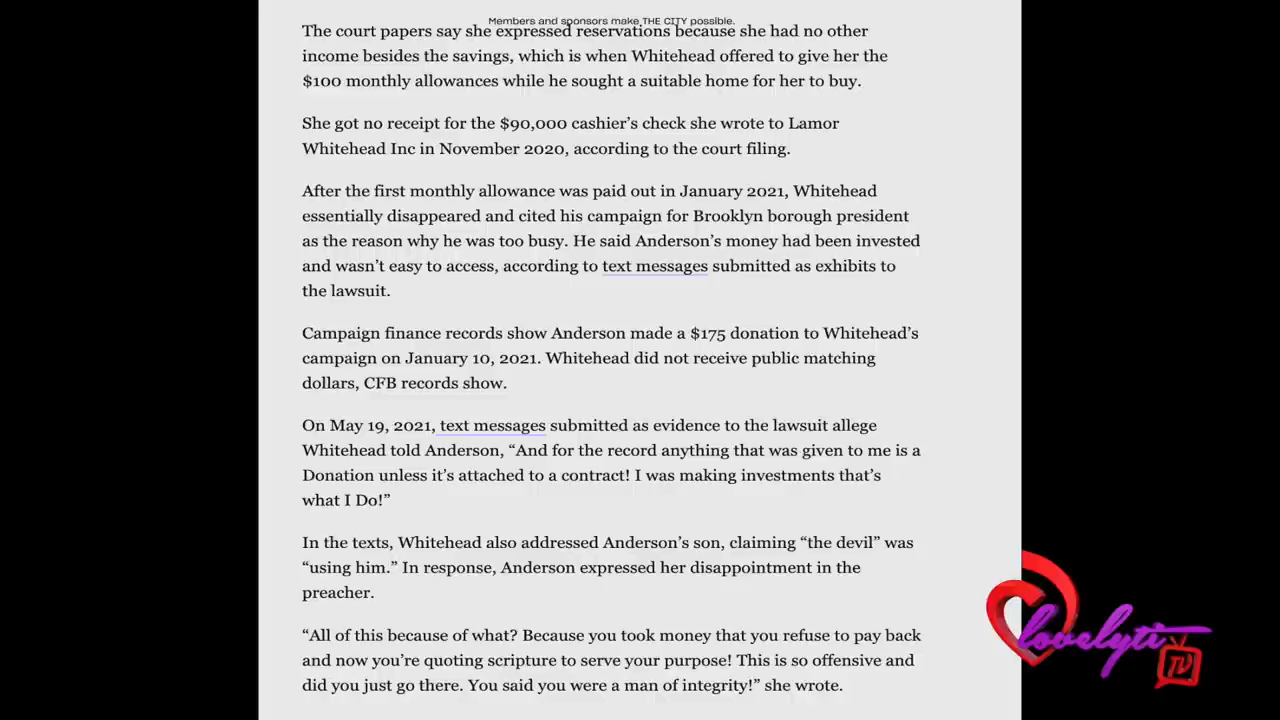 Members and sponsors make THE CITY possible.
The court papers say she expressed reservations because she had no other
income besides the savings, which is when Whitehead offered to give her the
$100 monthly allowances while he sought a suitable home for her to buy.
She got no receipt for the $90,000 cashier’s check she wrote to Lamor
Whitehead Inc in November 2020, according to the court filing.
After the first monthly allowance was paid out in January 2021, Whitehead
essentially disappeared and cited his campaign for Brooklyn borough president
as the reason why he was too busy. He said Anderson’s money had been invested
and wasn’t easy to access, according to text messages submitted as exhibits to
the lawsuit.
Campaign finance records show Anderson made a $175 donation to Whitehead’s
campaign on January 10, 2021. Whitehead did not receive public matching
dollars, CFB records show.
On May 19, 2021, text messages submitted as evidence to the lawsuit allege
Whitehead told Anderson, “And for the record anything that was given to me is a
Donation unless it’s attached to a contract! I was making investments that’s
what I Do!”
In the texts, Whitehead also addressed Anderson’s son, claiming “the devil” was
“using him.” In response, Anderson expressed her disappointment in the
preacher.
“All of this because of what? Because you took money that you refuse to pay back
and now you’re quoting scripture to serve your purpose! This is so offensive and
did you just go there. You said you were a man of integrity!” she wrote.
lovelyti
TV